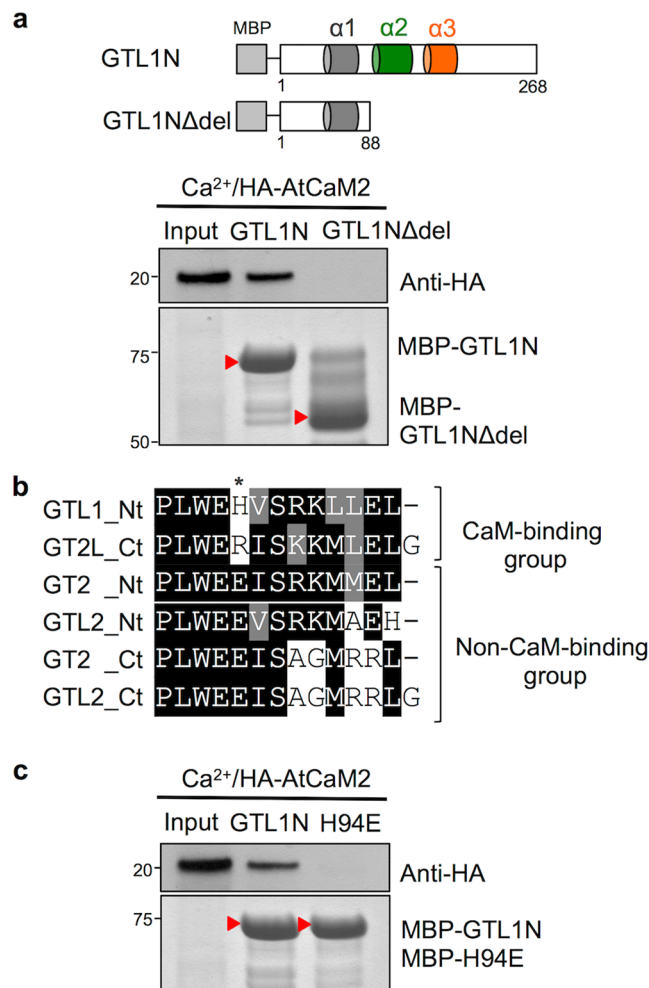 a
MBP α1 α2 α3
GTL1N
1 268
GTL1NΔdel
1 88
Ca²⁺/HA-AtCaM2
Input GTL1N GTL1NΔdel
20 Anti-HA
75 MBP-GTL1N
MBP-
GTL1NΔdel
50
b
*
GTL1_Nt PLWEHVSRKLLEL-
GT2L_Ct PLWERISKKMLELG
CaM-binding
group
GT2 _Nt PLWEEISRKMMEL-
GTL2_Nt PLWEEVSRKMAEH-
GT2 _Ct PLWEEISAGMRRL-
GTL2_Ct PLWEEISAGMRRLG
Non-CaM-binding
group
c
Ca²⁺/HA-AtCaM2
Input GTL1N H94E
20 Anti-HA
75 MBP-GTL1N
MBP-H94E